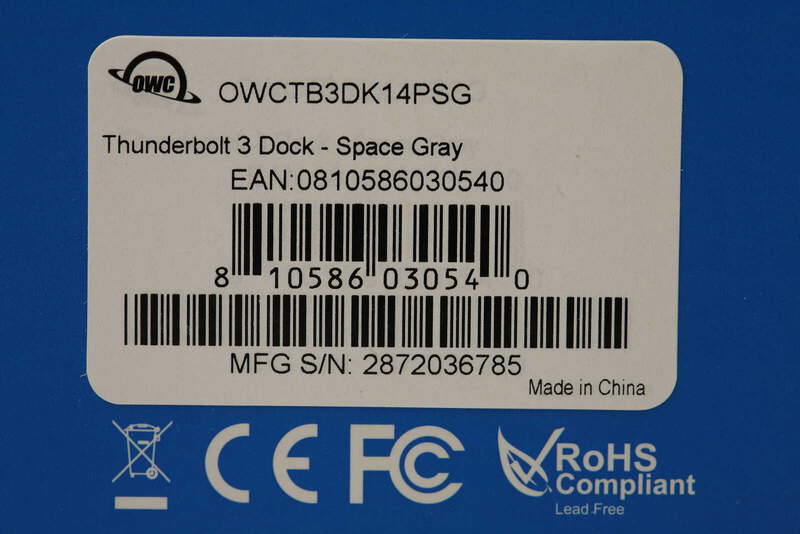 OWC
OWCTB3DK14PSG
Thunderbolt 3 Dock - Space Gray
EAN:0810586030540
8 10586 03054 0
MFG S/N: 2872036785
Made in China
CE FC RoHS
Compliant
Lead Free